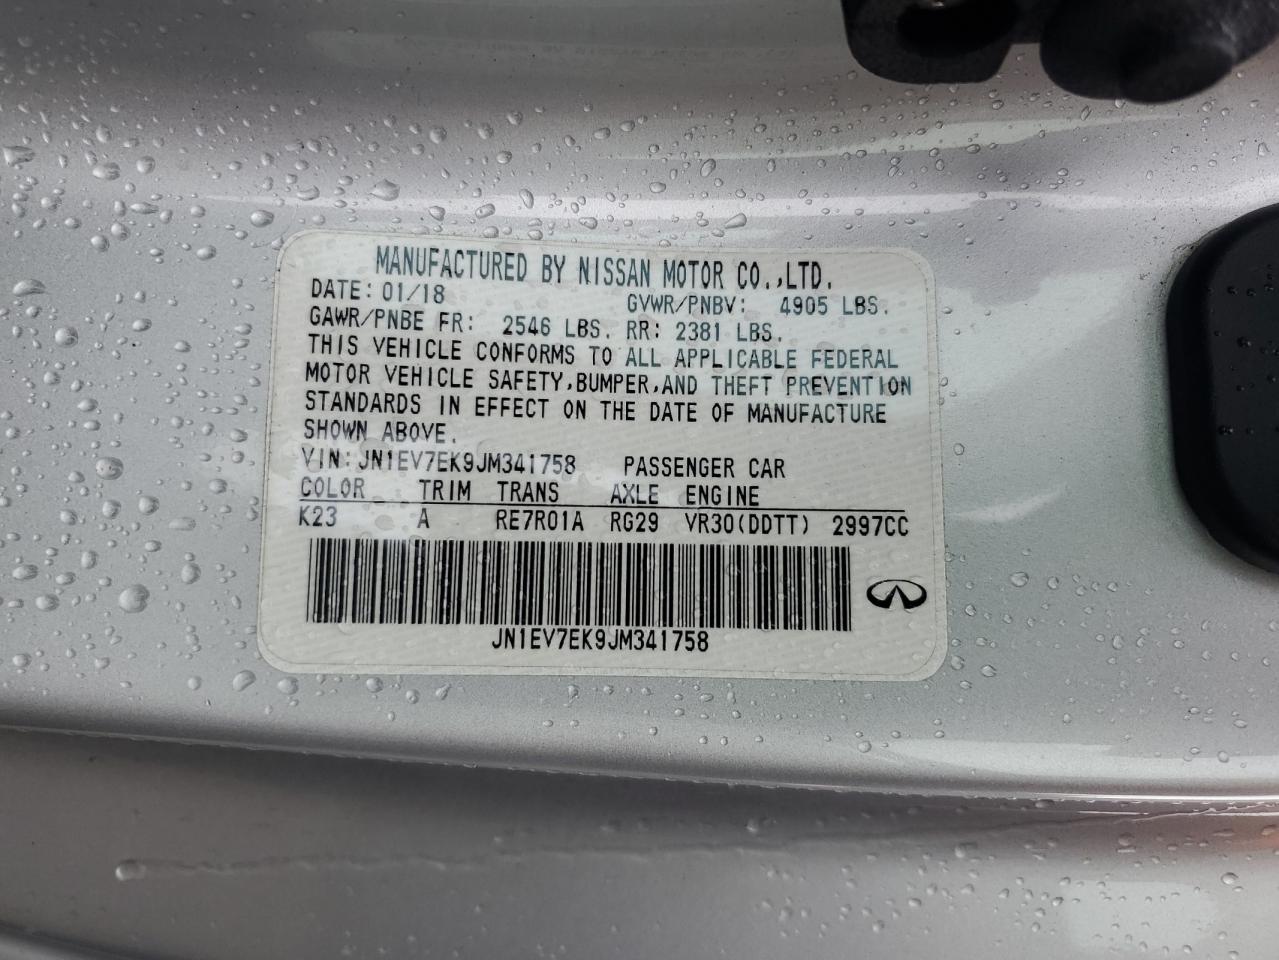 MANUFACTURED BY NISSAN MOTOR CO.,LTD.
DATE: 01/18 GVWR/PNBV: 4905 LBS.
GAWR/PNBE FR: 2546 LBS. RR: 2381 LBS.
THIS VEHICLE CONFORMS TO ALL APPLICABLE FEDERAL
MOTOR VEHICLE SAFETY,BUMPER,AND THEFT PREVENTION
STANDARDS IN EFFECT ON THE DATE OF MANUFACTURE
SHOWN ABOVE.
VIN:JN1EV7EK9JM341758 PASSENGER CAR
COLOR TRIM TRANS AXLE ENGINE
K23 A RE7R01A RG29 VR30(DDTT) 2997CC
JN1EV7EK9JM341758